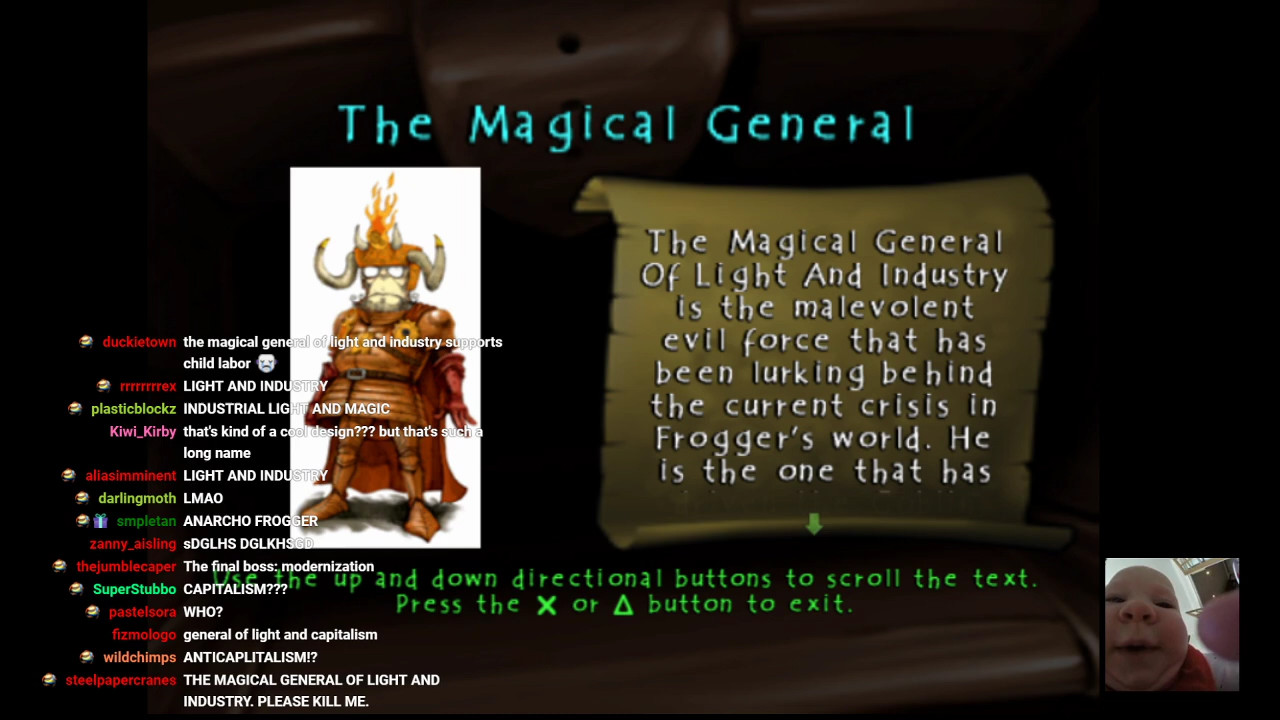 The Magical General
The Magical General
Of Light And Industry
is the malevolent
evil force that has
been lurking behind
the current crisis in
Frogger's world. He
is the one that has
duckietown the magical general of light and industry supports
child labor
rrrrrrrrex LIGHT AND INDUSTRY
plasticblockz INDUSTRIAL LIGHT AND MAGIC
Kiwi_Kirby that's kind of a cool design??? but that's such a
long name
aliasimminent LIGHT AND INDUSTRY
darlingmoth LMAO
smpletan ANARCHO FROGGER
zanny_aisling sDGLHS DGLKHSGD
thejumblecaper The final boss: modernization
SuperStubbo CAPITALISM???
pastelsora WHO?
fizmologo general of light and capitalism
wildchimps ANTICAPLITALISM!?
steelpapercranes THE MAGICAL GENERAL OF LIGHT AND
INDUSTRY. PLEASE KILL ME.
Use the up and down directional buttons to scroll the text.
Press the X or Δ button to exit.